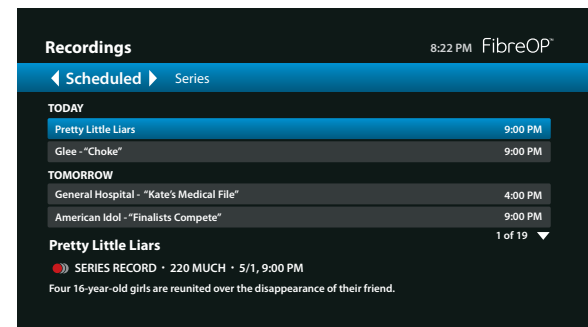 Recordings
8:22 PM FibreOP™
Scheduled Series
TODAY
Pretty Little Liars 9:00 PM
Glee - “Choke” 9:00 PM
TOMORROW
General Hospital - “Kate’s Medical File” 4:00 PM
American Idol - “Finalists Compete” 9:00 PM
1 of 19
Pretty Little Liars
SERIES RECORD · 220 MUCH · 5/1, 9:00 PM
Four 16-year-old girls are reunited over the disappearance of their friend.